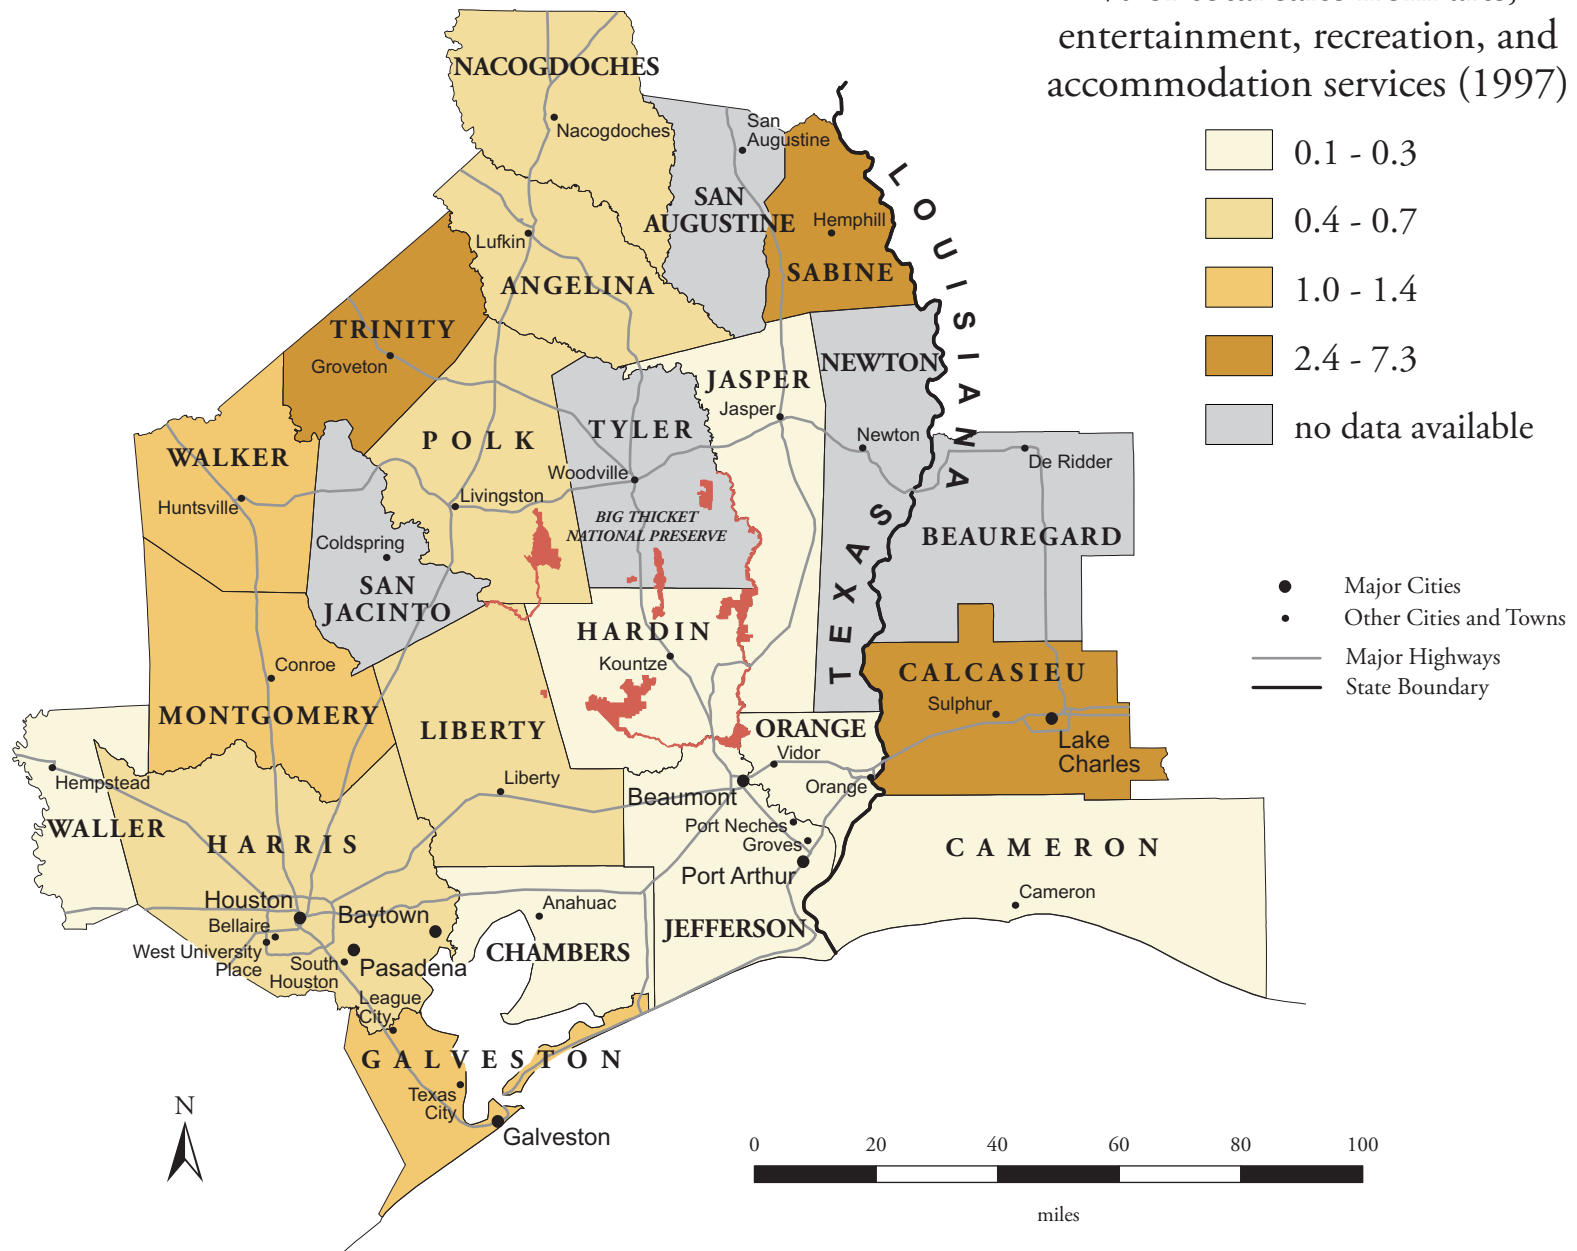 entertainment, recreation, and
accommodation services (1997)
0.1 - 0.3
0.4 - 0.7
1.0 - 1.4
2.4 - 7.3
no data available
Major Cities
Other Cities and Towns
Major Highways
State Boundary
NACOGDOCHES
Nacogdoches
San
Augustine
SAN
AUGUSTINE
Hemphill
SABINE
LOUISIANA
Lufkin
ANGELINA
TRINITY
Groveton
JASPER
Jasper
NEWTON
Newton
WALKER
Huntsville
POLK
Livingston
TYLER
Woodville
BIG THICKET
NATIONAL PRESERVE
De Ridder
BEAUREGARD
TEXAS
Coldspring
SAN
JACINTO
HARDIN
Kountze
Conroe
MONTGOMERY
LIBERTY
Liberty
CALCASIEU
Sulphur
Lake
Charles
ORANGE
Vidor
Orange
Beaumont
Port Neches
Groves
Port Arthur
JEFFERSON
Hempstead
WALLER
HARRIS
Houston
Bellaire
West University
Place
South
Houston
Baytown
Pasadena
League
City
Anahuac
CHAMBERS
CAMERON
Cameron
GALVESTON
Texas
City
Galveston
N
0 20 40 60 80 100
miles